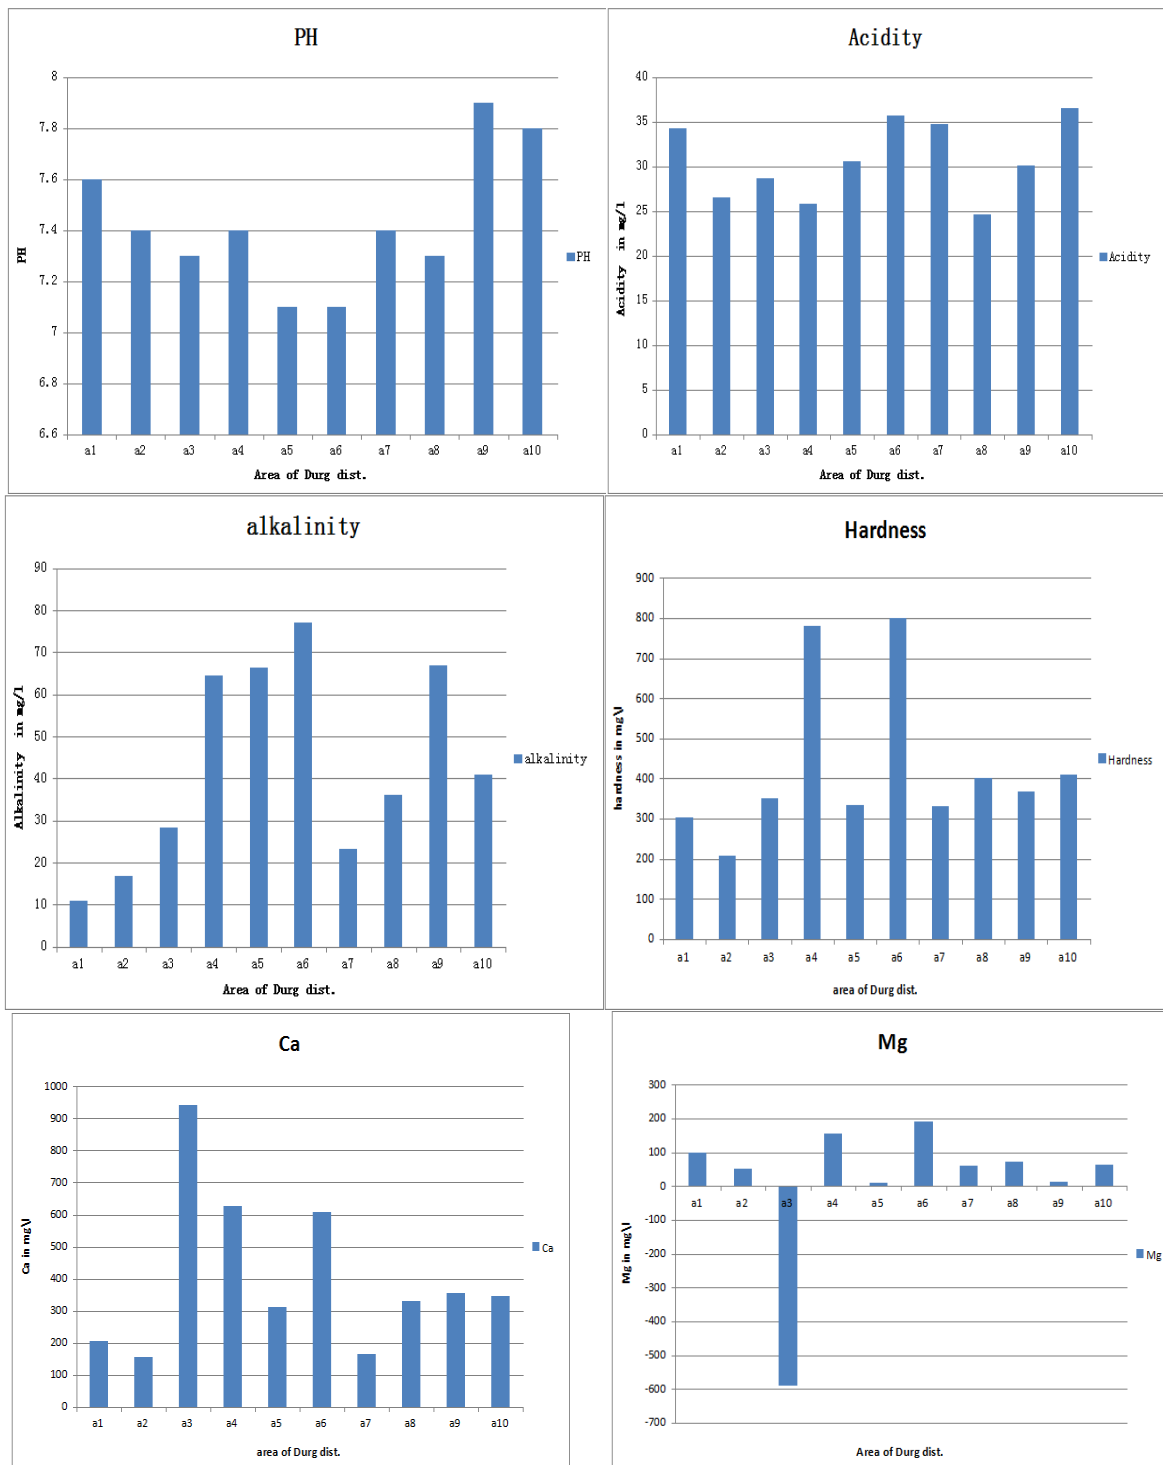 PH
8
7.8
7.6
7.4
7.2
7
6.8
6.6
PH
a1 a2 a3 a4 a5 a6 a7 a8 a9 a10
Area of Durg dist.
PH
Acidity
40
35
30
25
20
15
10
5
0
Acidity in mg/l
a1 a2 a3 a4 a5 a6 a7 a8 a9 a10
Area of Durg dist.
Acidity
alkalinity
90
80
70
60
50
40
30
20
10
0
Alkalinity in mg/l
a1 a2 a3 a4 a5 a6 a7 a8 a9 a10
Area of Durg dist.
alkalinity
Hardness
900
800
700
600
500
400
300
200
100
0
hardness in mg\l
a1 a2 a3 a4 a5 a6 a7 a8 a9 a10
area of Durg dist.
Hardness
Ca
1000
900
800
700
600
500
400
300
200
100
0
Ca in mg\l
a1 a2 a3 a4 a5 a6 a7 a8 a9 a10
area of Durg dist.
Ca
Mg
300
200
100
0
-100
-200
-300
-400
-500
-600
-700
Mg in mg\l
a1 a2 a3 a4 a5 a6 a7 a8 a9 a10
Area of Durg dist.
Mg